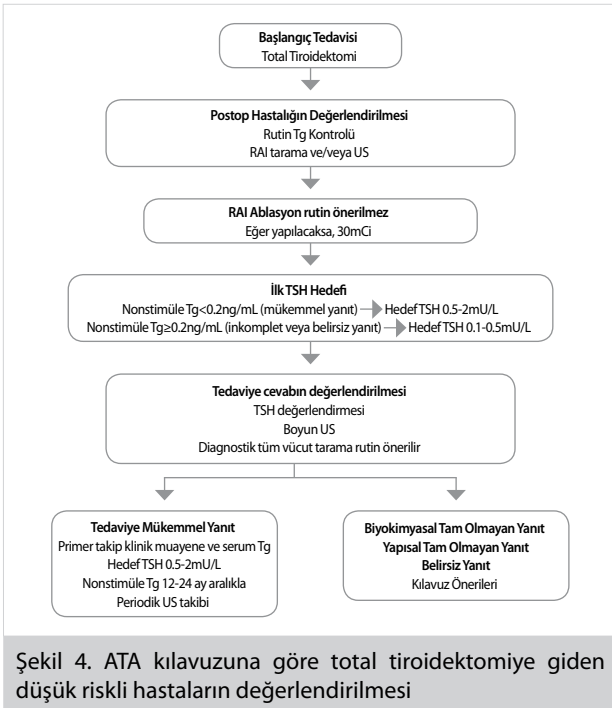 Başlangıç Tedavisi
Total Tiroidektomi
Postop Hastalığın Değerlendirilmesi
Rutin Tg Kontrolü
RAI tarama ve/veya US
RAI Ablasyon rutin önerilmez
Eğer yapılacaksa, 30mCi
İlk TSH Hedefi
Nonstimüle Tg<0.2ng/mL (mükemmel yanıt) → Hedef TSH 0.5-2mU/L
Nonstimüle Tg≥0.2ng/mL (inkomplet veya belirsiz yanıt) → Hedef TSH 0.1-0.5mU/L
Tedaviye cevabın değerlendirilmesi
TSH değerlendirmesi
Boyun US
Diagnostik tüm vücut tarama rutin önerilir
Tedaviye Mükemmel Yanıt
Primer takip klinik muayene ve serum Tg
Hedef TSH 0.5-2mU/L
Nonstimüle Tg 12-24 ay aralıkla
Periodik US takibi
Biyokimyasal Tam Olmayan Yanıt
Yapısal Tam Olmayan Yanıt
Belirsiz Yanıt
Kılavuz Önerileri
Şekil 4. ATA kılavuzuna göre total tiroidektomiye giden
düşük riskli hastaların değerlendirilmesi